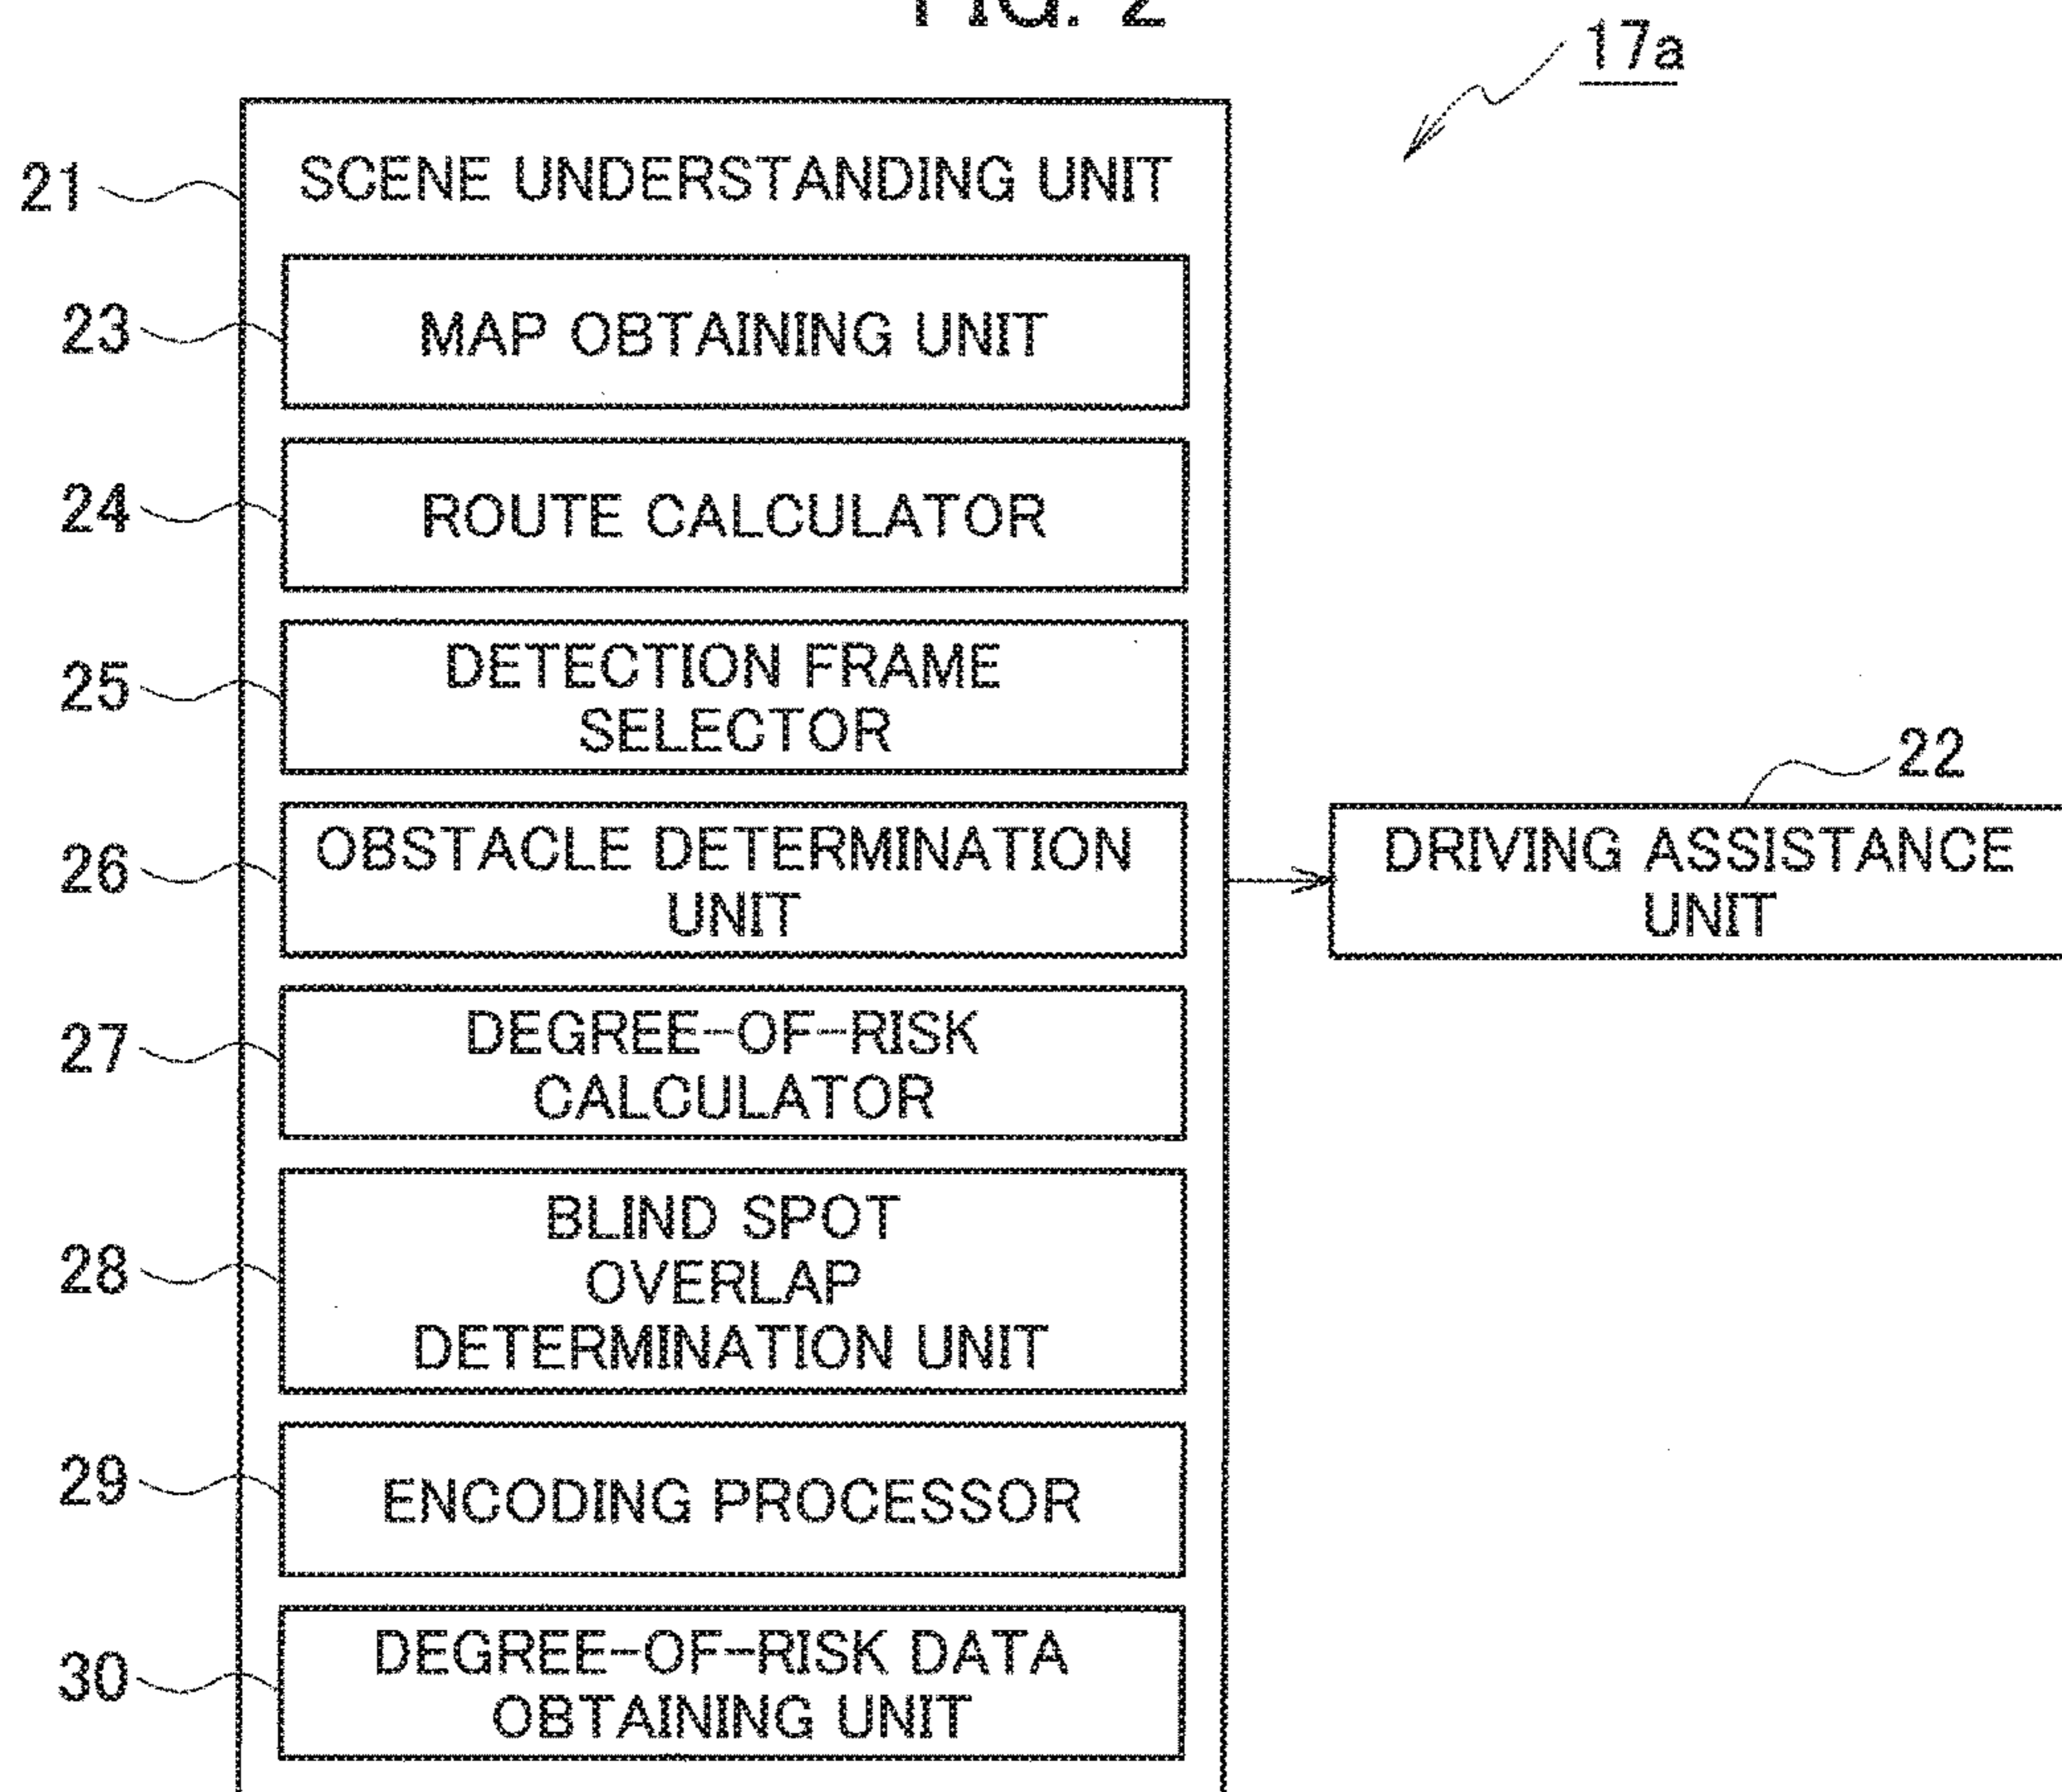 FIG. 2
17a
21
SCENE UNDERSTANDING UNIT
23
MAP OBTAINING UNIT
24
ROUTE CALCULATOR
25
DETECTION FRAME
SELECTOR
26
OBSTACLE DETERMINATION
UNIT
22
DRIVING ASSISTANCE
UNIT
27
DEGREE-OF-RISK
CALCULATOR
28
BLIND SPOT
OVERLAP
DETERMINATION UNIT
29
ENCODING PROCESSOR
30
DEGREE-OF-RISK DATA
OBTAINING UNIT